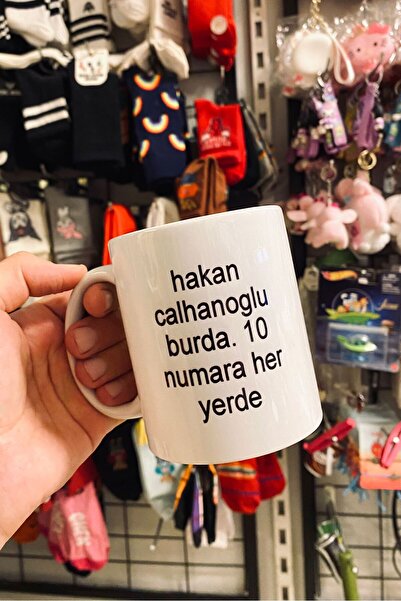 hakan
calhanoglu
burda. 10
numara her
yerde